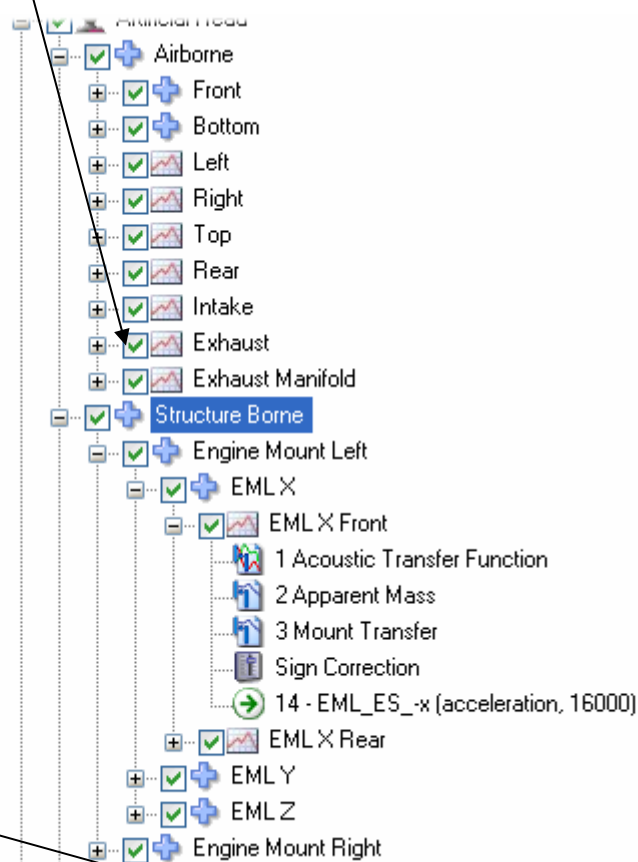 Artificial Head
Airborne
Front
Bottom
Left
Right
Top
Rear
Intake
Exhaust
Exhaust Manifold
Structure Borne
Engine Mount Left
EML X
EML X Front
1 Acoustic Transfer Function
2 Apparent Mass
3 Mount Transfer
Sign Correction
14 - EML_ES_-x (acceleration, 16000)
EML X Rear
EML Y
EML Z
Engine Mount Right